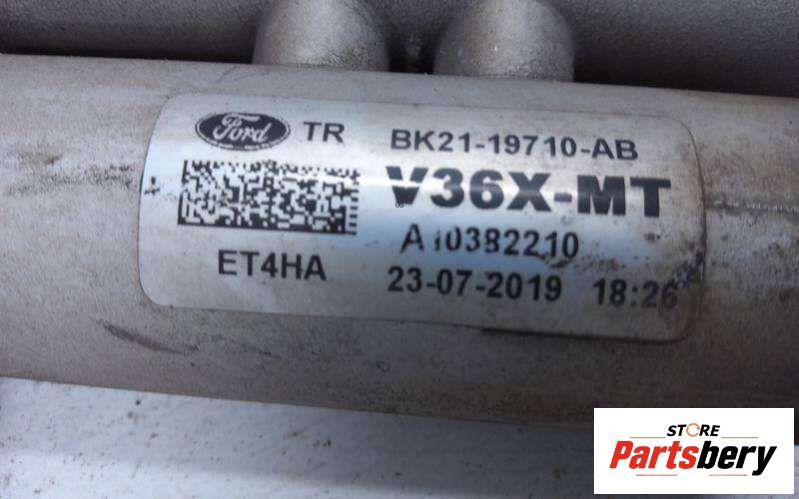 Ford TR BK21-19710-AB
V36X-MT
A10382210
ET4HA 23-07-2019 18:26
STORE
Partsbery